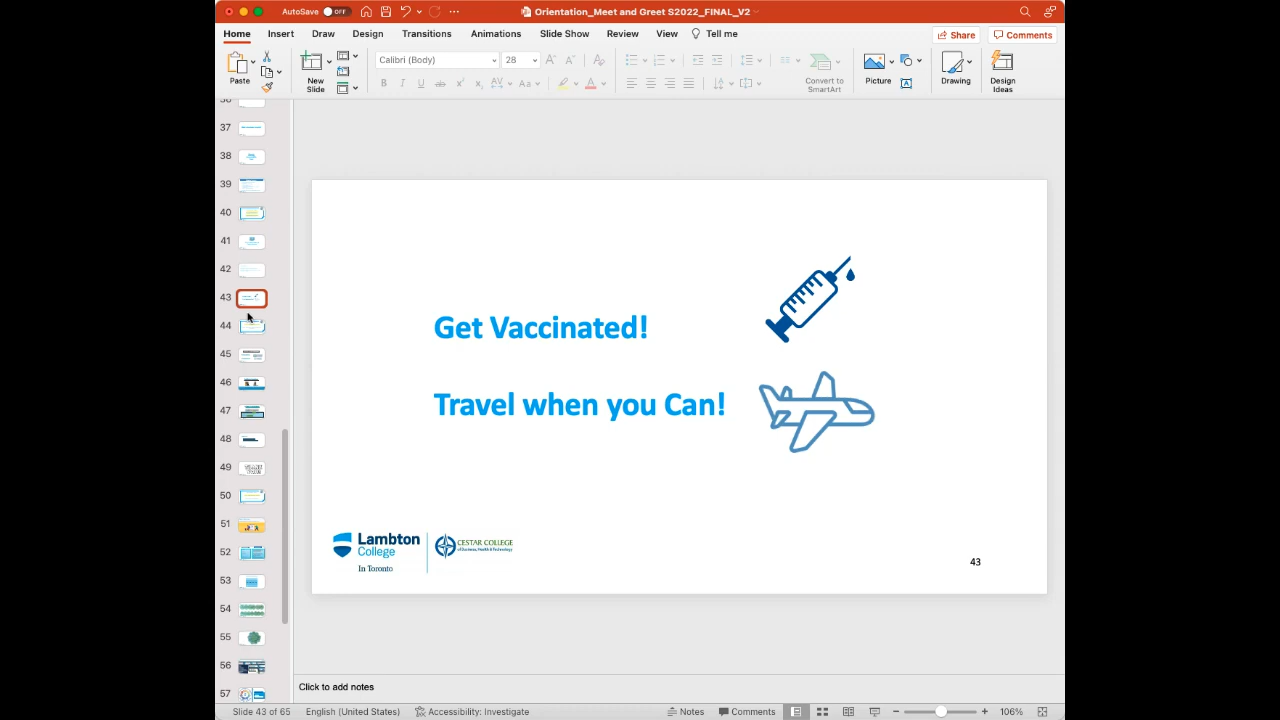 AutoSave OFF
Orientation_Meet and Greet S2022_FINAL_V2
Home Insert Draw Design Transitions Animations Slide Show Review View Tell me Share Comments
Paste
New Slide
Calibri (Body) 28
Convert to SmartArt
Picture
Drawing
Design Ideas
37
38
39
40
41
42
43
44
45
46
47
48
49
50
51
52
53
54
55
56
57
Get Vaccinated!
Travel when you Can!
Lambton College
In Toronto
CESTAR COLLEGE
of Business, Health & Technology
43
Click to add notes
Slide 43 of 65 English (United States) Accessibility: Investigate Notes Comments 106%